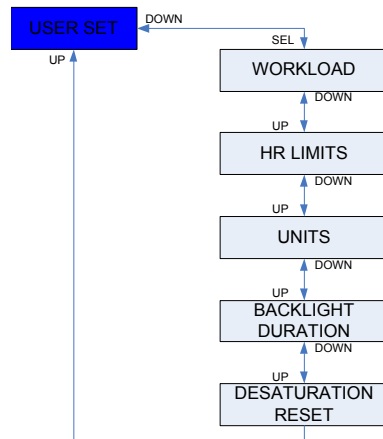 USER SET
DOWN
UP
SEL
WORKLOAD
DOWN
UP
HR LIMITS
DOWN
UP
UNITS
DOWN
UP
BACKLIGHT
DURATION
DOWN
UP
DESATURATION
RESET